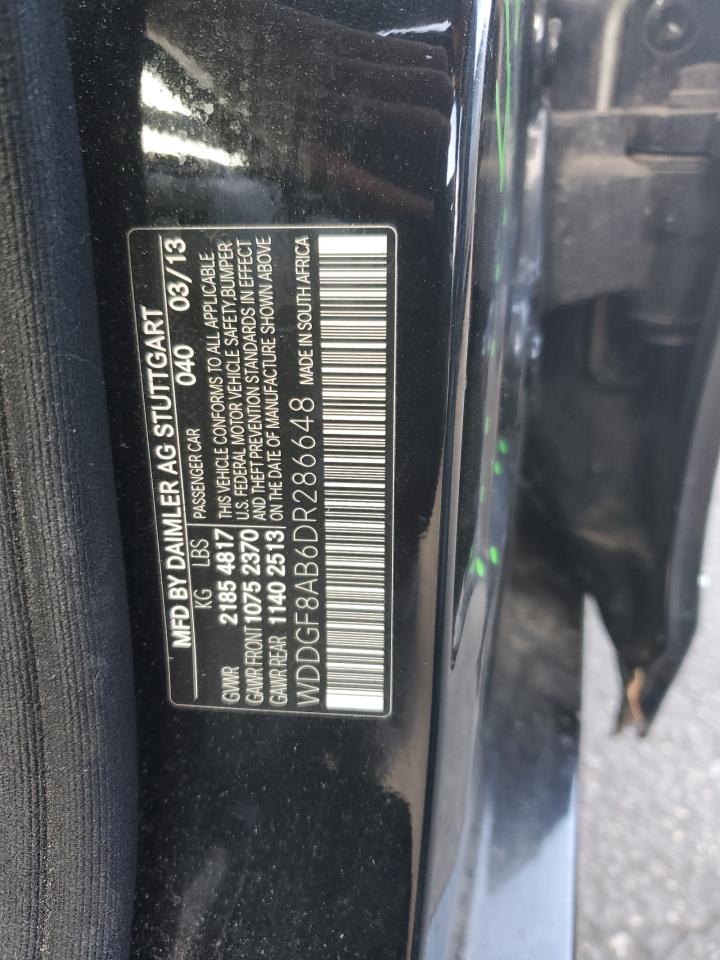 MFD BY DAIMLER AG STUTTGART
040 03/13
KG LBS PASSENGER CAR
GVWR 2185 4817 THIS VEHICLE CONFORMS TO ALL APPLICABLE
U.S. FEDERAL MOTOR VEHICLE SAFETY,BUMPER
GAWR FRONT 1075 2370 AND THEFT PREVENTION STANDARDS IN EFFECT
GAWR REAR 1140 2513 ON THE DATE OF MANUFACTURE SHOWN ABOVE
WDDGF8AB6DR286648 MADE IN SOUTH AFRICA